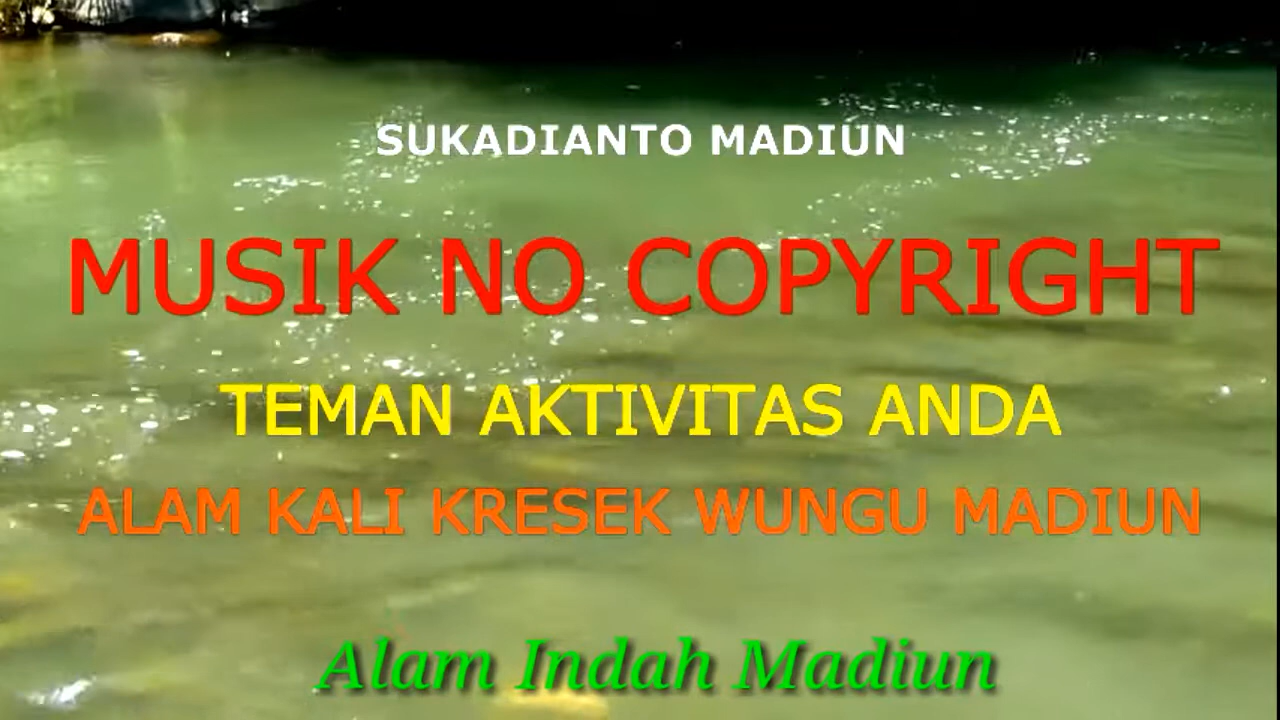 SUKADIANTO MADIUN
MUSIK NO COPYRIGHT
TEMAN AKTIVITAS ANDA
ALAM KALI KRESEK WUNGU MADIUN
Alam Indah Madiun